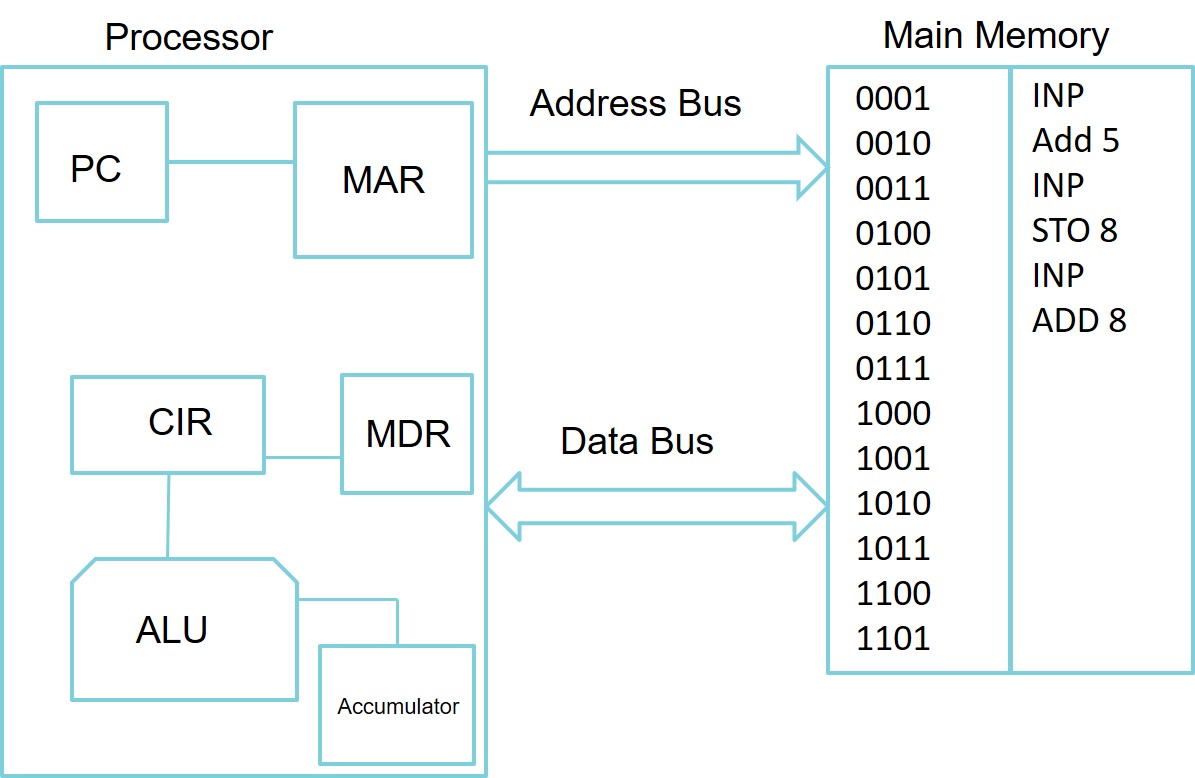 Processor
PC
MAR
CIR
MDR
ALU
Accumulator
Address Bus
Data Bus
Main Memory
0001 INP
0010 Add 5
0011 INP
0100 STO 8
0101 INP
0110 ADD 8
0111
1000
1001
1010
1011
1100
1101